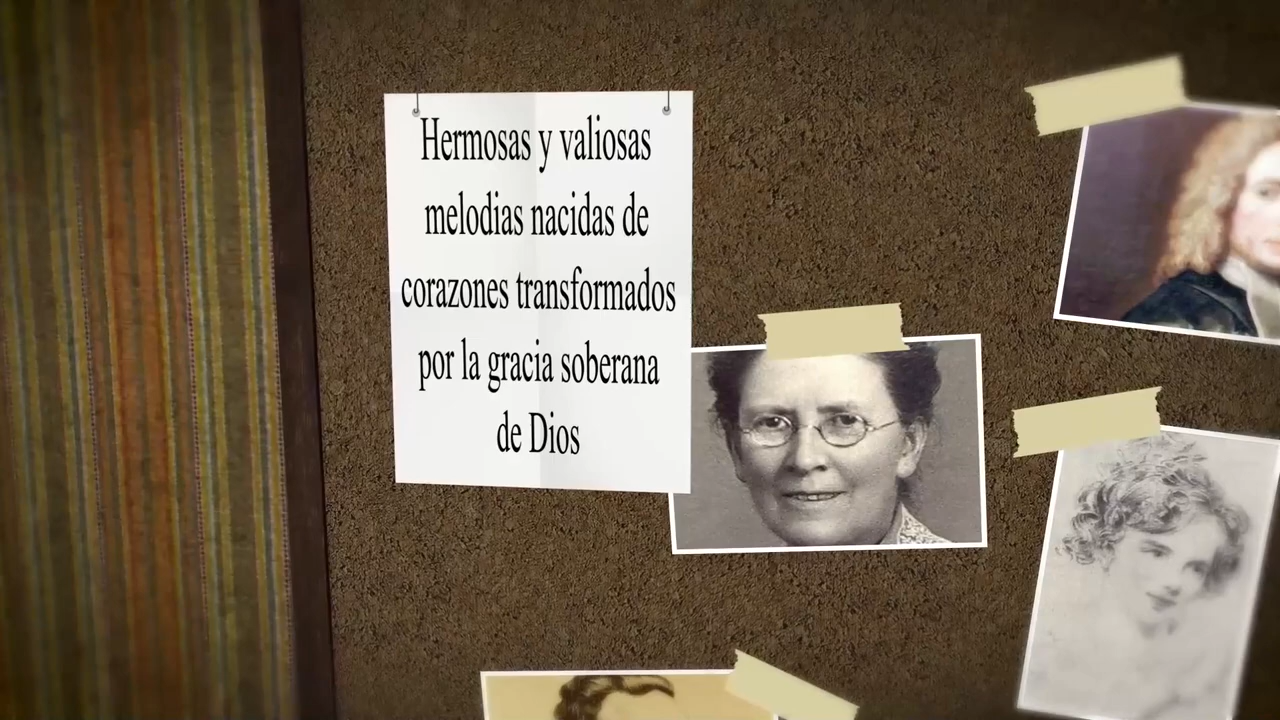 Hermosas y valiosas
melodias nacidas de
corazones transformados
por la gracia soberana
de Dios